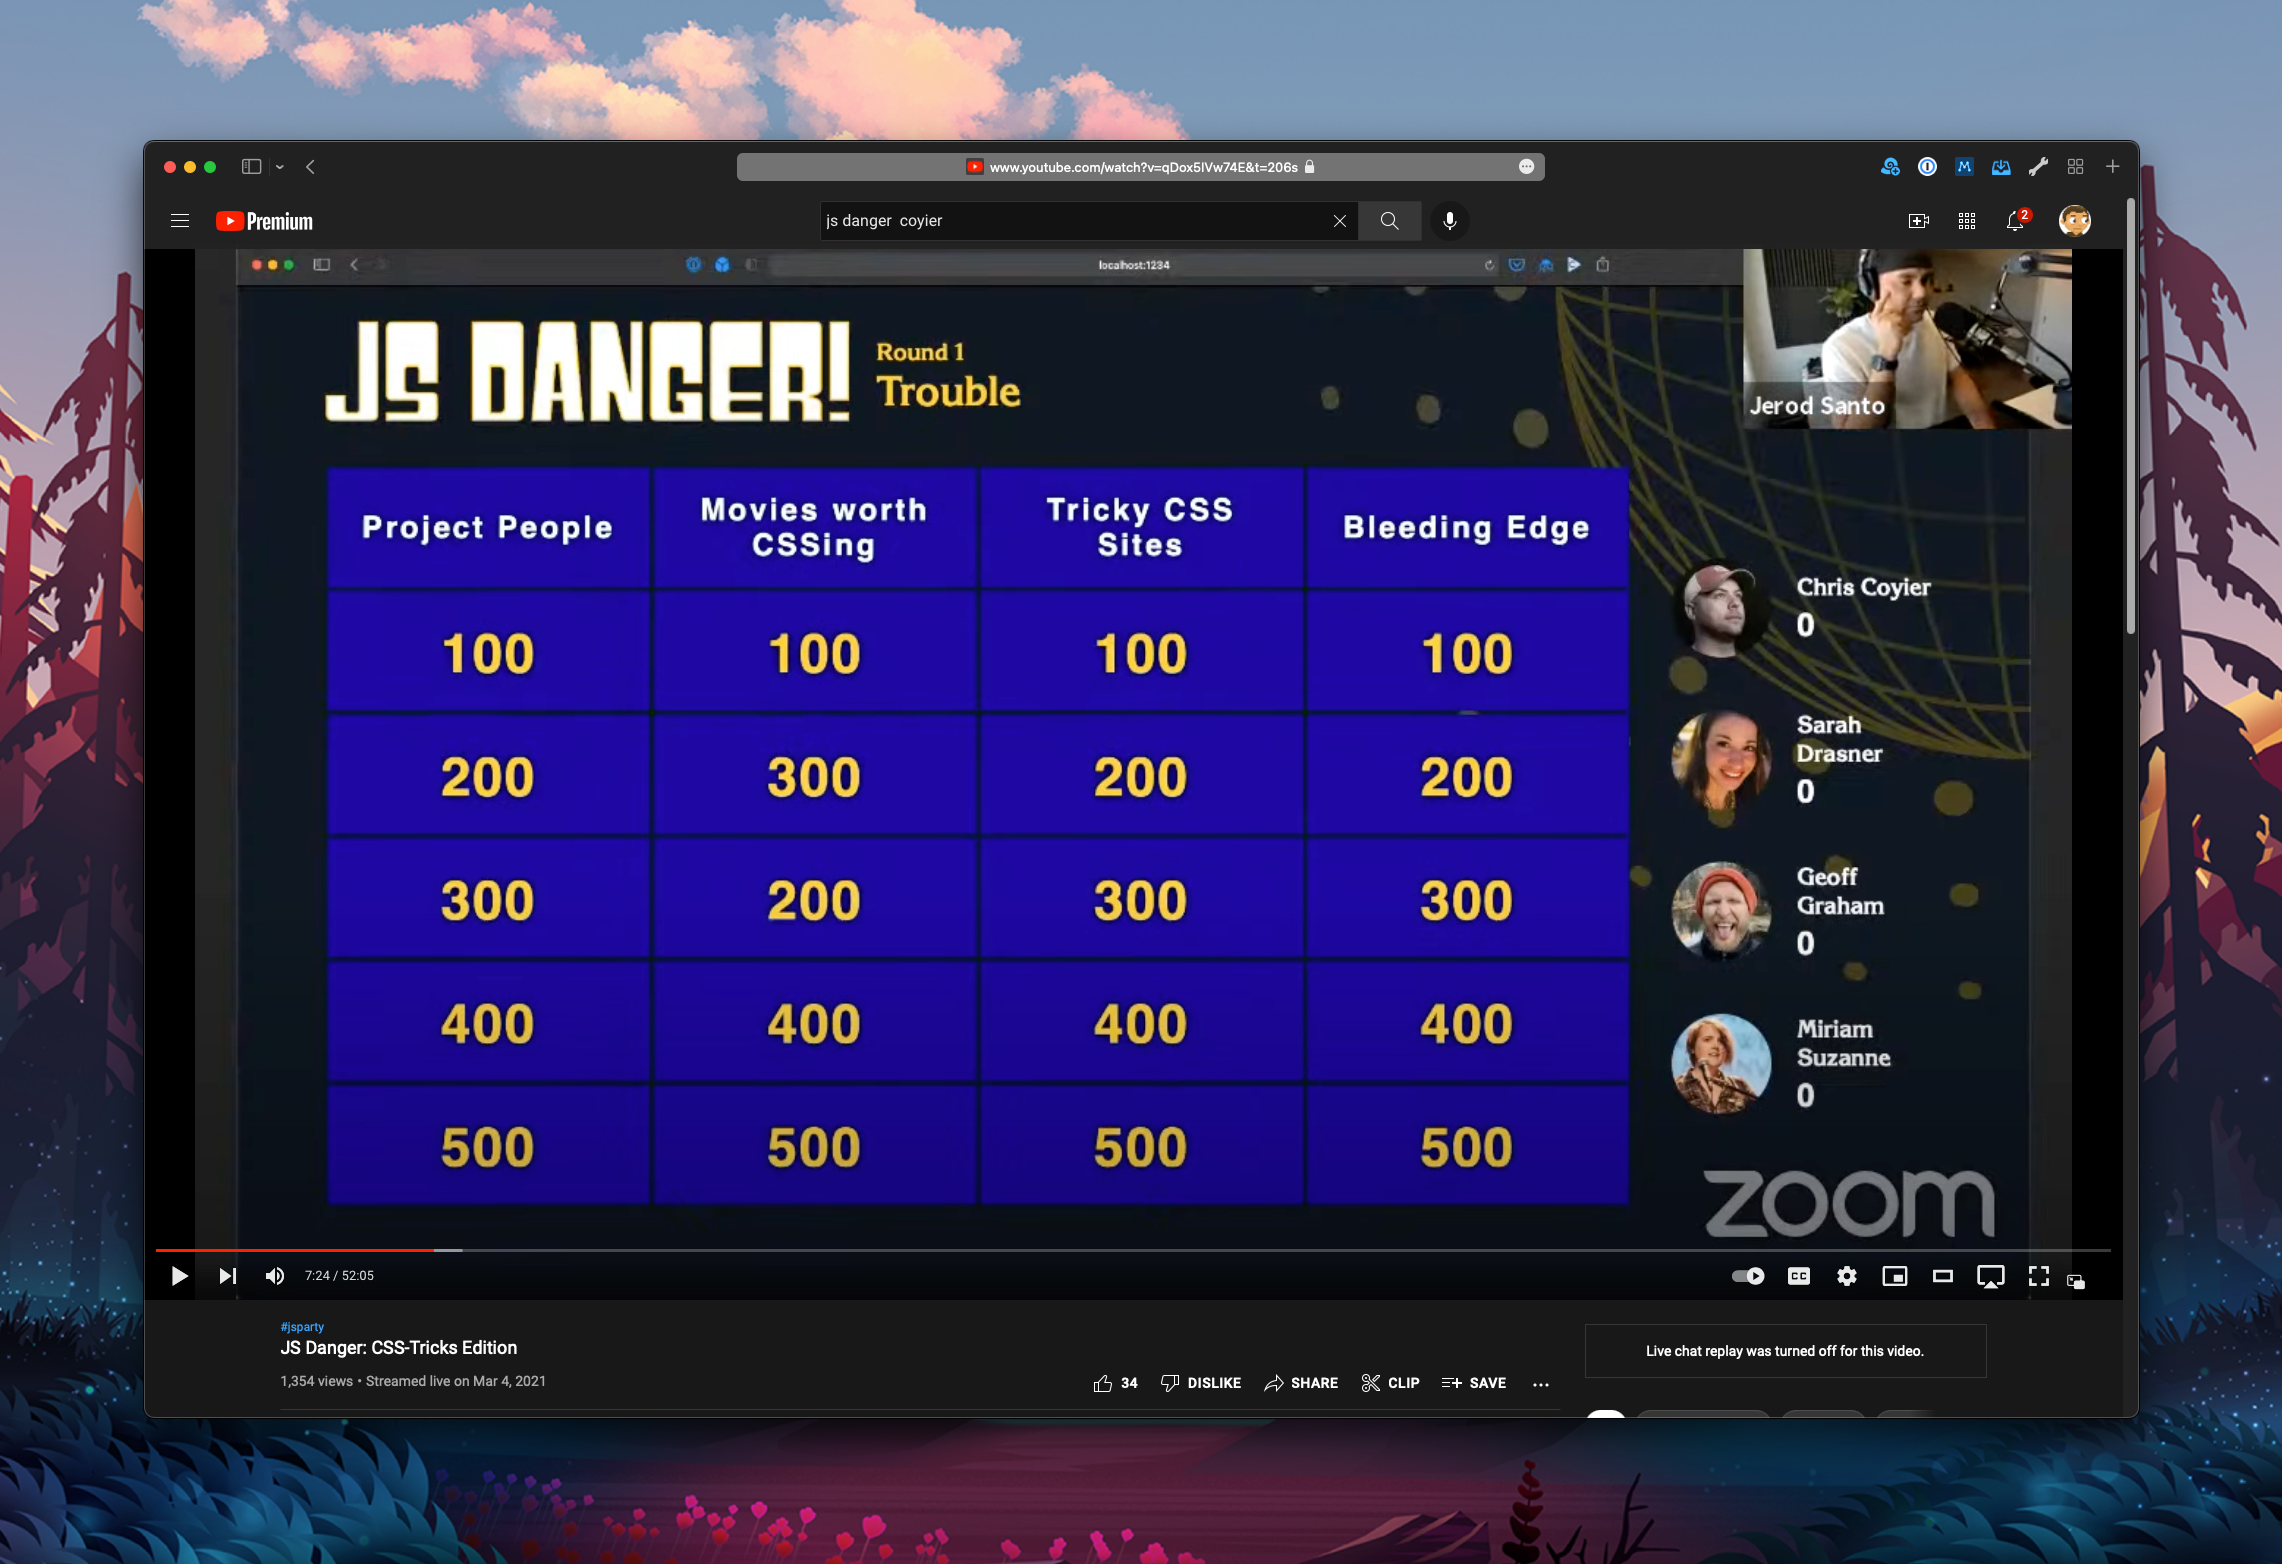 www.youtube.com/watch?v=qDox5IVw74E&t=206s
M
Premium
js danger  coyier
2
localhost:1234
JS DANGER!
Round 1
Trouble
Jerod Santo
Project People
Movies worth
CSSing
Tricky CSS
Sites
Bleeding Edge
100
100
100
100
200
300
200
200
300
200
300
300
400
400
400
400
500
500
500
500
Chris Coyier
0
Sarah
Drasner
0
Geoff
Graham
0
Miriam
Suzanne
0
zoom
7:24 / 52:05
CC
#jsparty
JS Danger: CSS-Tricks Edition
1,354 views • Streamed live on Mar 4, 2021
34
DISLIKE
SHARE
CLIP
SAVE
Live chat replay was turned off for this video.